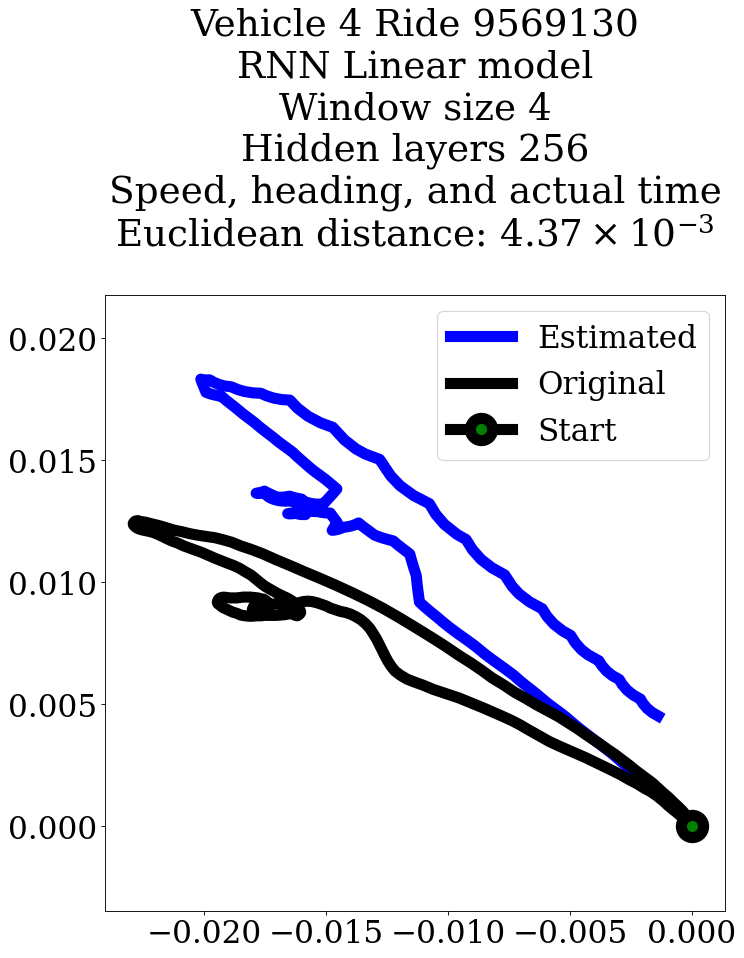 Vehicle 4 Ride 9569130
RNN Linear model
Window size 4
Hidden layers 256
Speed, heading, and actual time
Euclidean distance: 4.37 × 10⁻³
Estimated
Original
Start
0.020
0.015
0.010
0.005
0.000
−0.020 −0.015 −0.010 −0.005 0.000